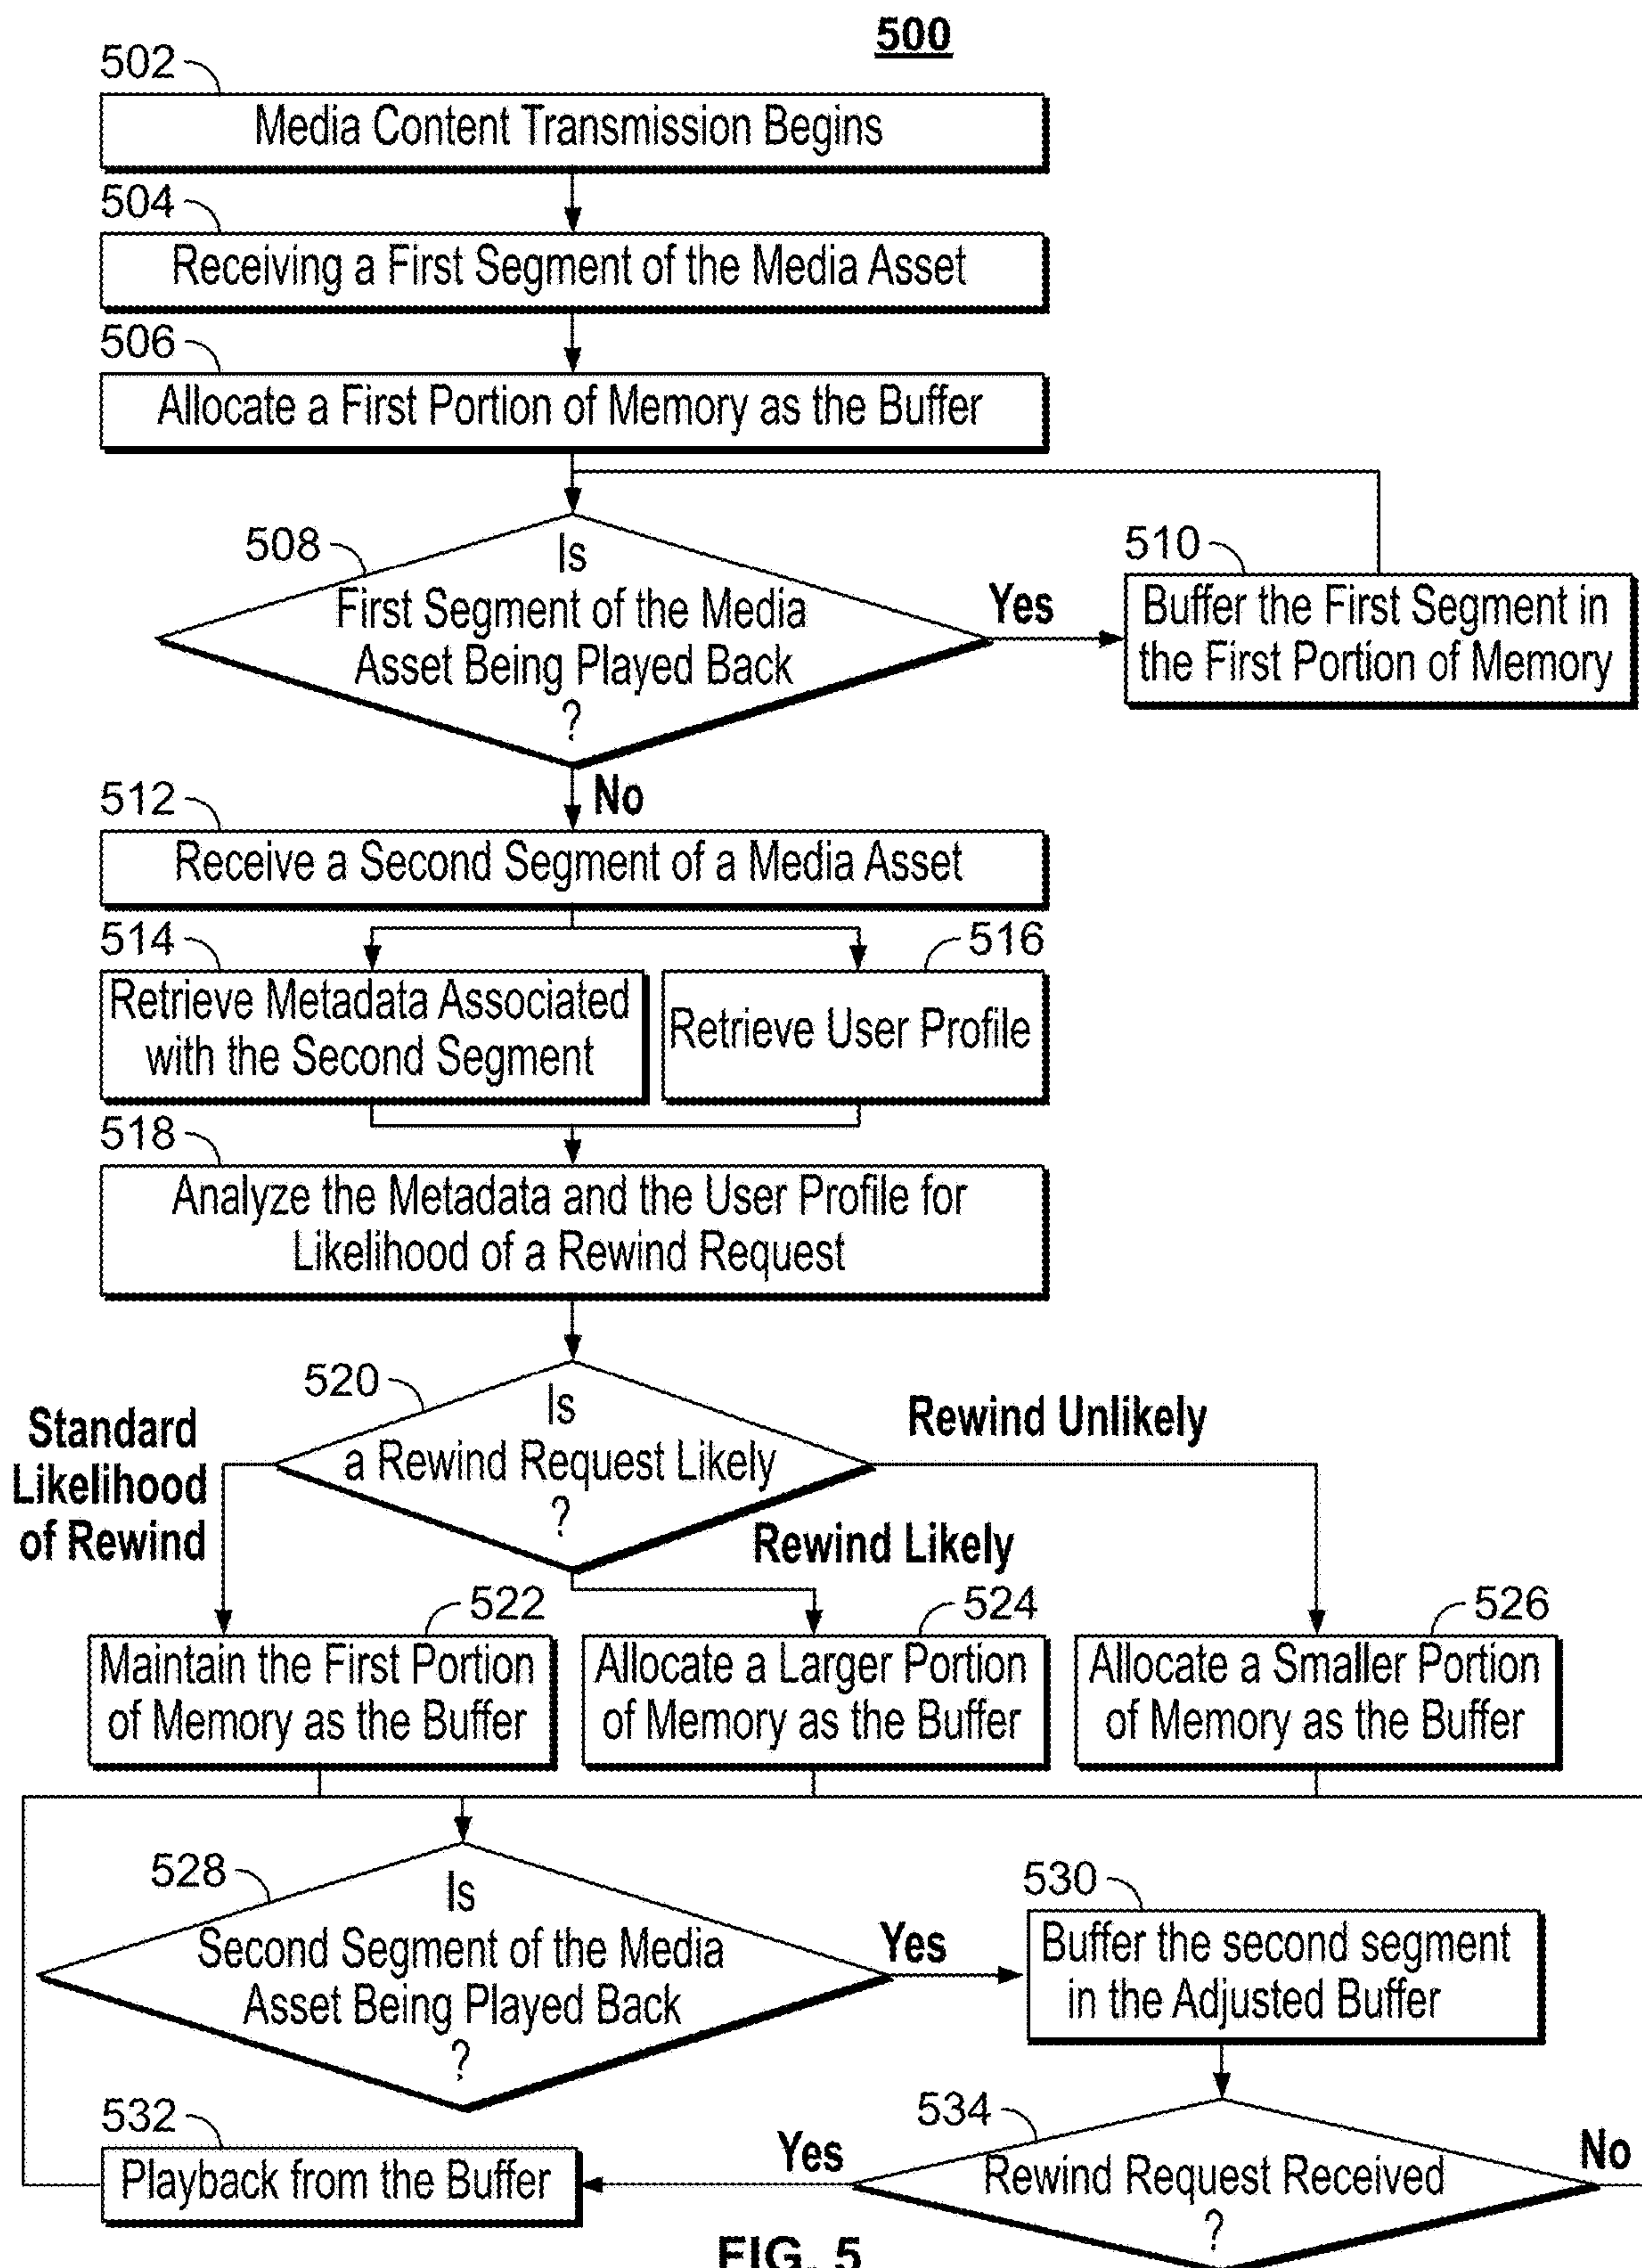 500
502
Media Content Transmission Begins
504
Receiving a First Segment of the Media Asset
506
Allocate a First Portion of Memory as the Buffer
508
Is
First Segment of the Media
Asset Being Played Back
?
Yes
510
Buffer the First Segment in
the First Portion of Memory
No
512
Receive a Second Segment of a Media Asset
514
Retrieve Metadata Associated
with the Second Segment
516
Retrieve User Profile
518
Analyze the Metadata and the User Profile for
Likelihood of a Rewind Request
520
Is
a Rewind Request Likely
?
Standard
Likelihood
of Rewind
Rewind Likely
Rewind Unlikely
522
Maintain the First Portion
of Memory as the Buffer
524
Allocate a Larger Portion
of Memory as the Buffer
526
Allocate a Smaller Portion
of Memory as the Buffer
528
Is
Second Segment of the Media
Asset Being Played Back
?
Yes
530
Buffer the second segment
in the Adjusted Buffer
532
Playback from the Buffer
Yes
534
Rewind Request Received
?
No
FIG. 5